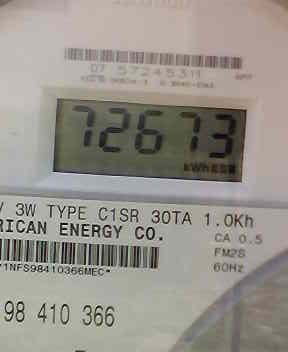 07 57245311
72673
kWh
V 3W TYPE C1SR 30TA 1.0Kh
RICAN ENERGY CO.
CA 0.5
FM2S
60Hz
*1NFS98410366MEC*
98 410 366